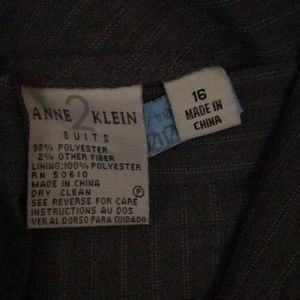 ANNE 2 KLEIN
SUITS
98% POLYESTER
2% OTHER FIBER
LINING:100% POLYESTER
RN 50610
MADE IN CHINA
DRY CLEAN P
SEE REVERSE FOR CARE
INSTRUCTIONS AU DOS
VER AL DORSO PARA CUIDADO
16
MADE IN
CHINA